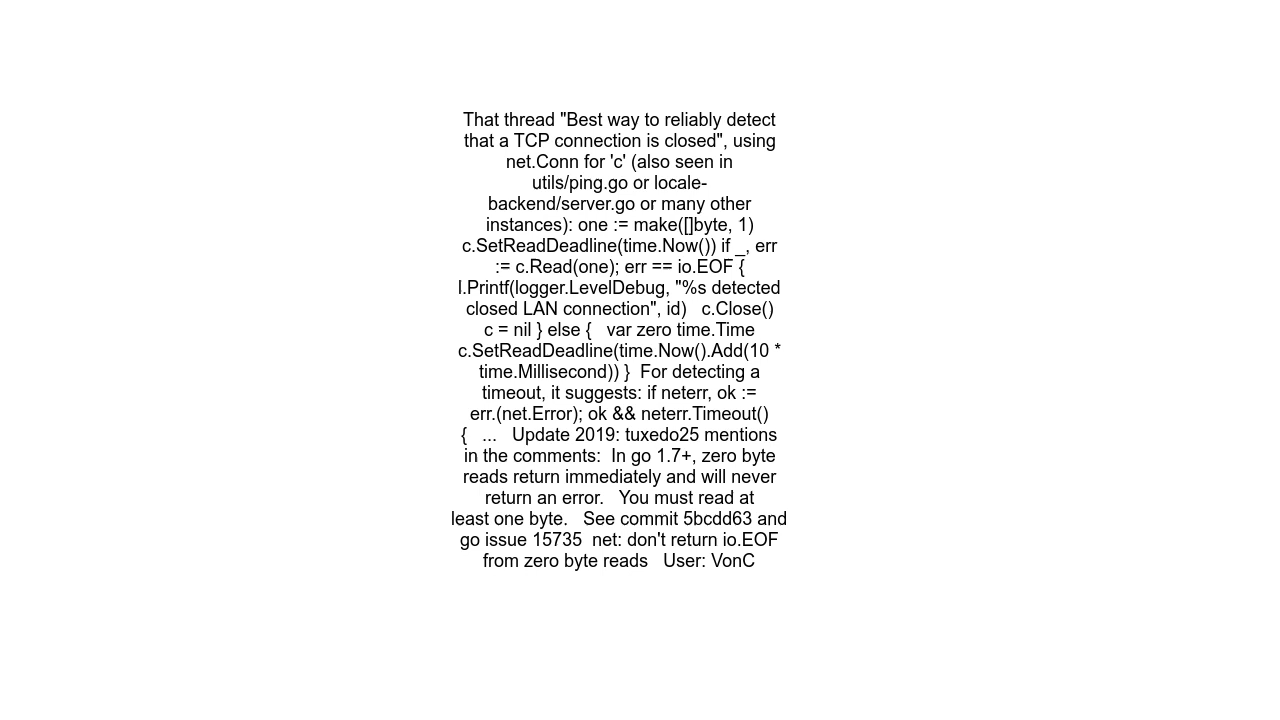 That thread "Best way to reliably detect
that a TCP connection is closed", using
net.Conn for 'c' (also seen in
utils/ping.go or locale-
backend/server.go or many other
instances): one := make([]byte, 1)
c.SetReadDeadline(time.Now()) if _, err
:= c.Read(one); err == io.EOF {
l.Printf(logger.LevelDebug, "%s detected
closed LAN connection", id)   c.Close()
c = nil } else {   var zero time.Time
c.SetReadDeadline(time.Now().Add(10 *
time.Millisecond)) }  For detecting a
timeout, it suggests: if neterr, ok :=
err.(net.Error); ok && neterr.Timeout()
{   ...   Update 2019: tuxedo25 mentions
in the comments:  In go 1.7+, zero byte
reads return immediately and will never
return an error.   You must read at
least one byte.   See commit 5bcdd63 and
go issue 15735  net: don't return io.EOF
from zero byte reads   User: VonC